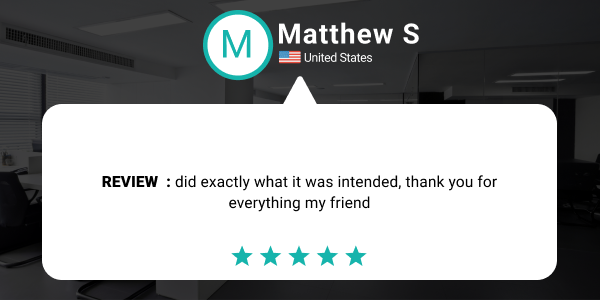 M
Matthew S
United States
REVIEW : did exactly what it was intended, thank you for
everything my friend